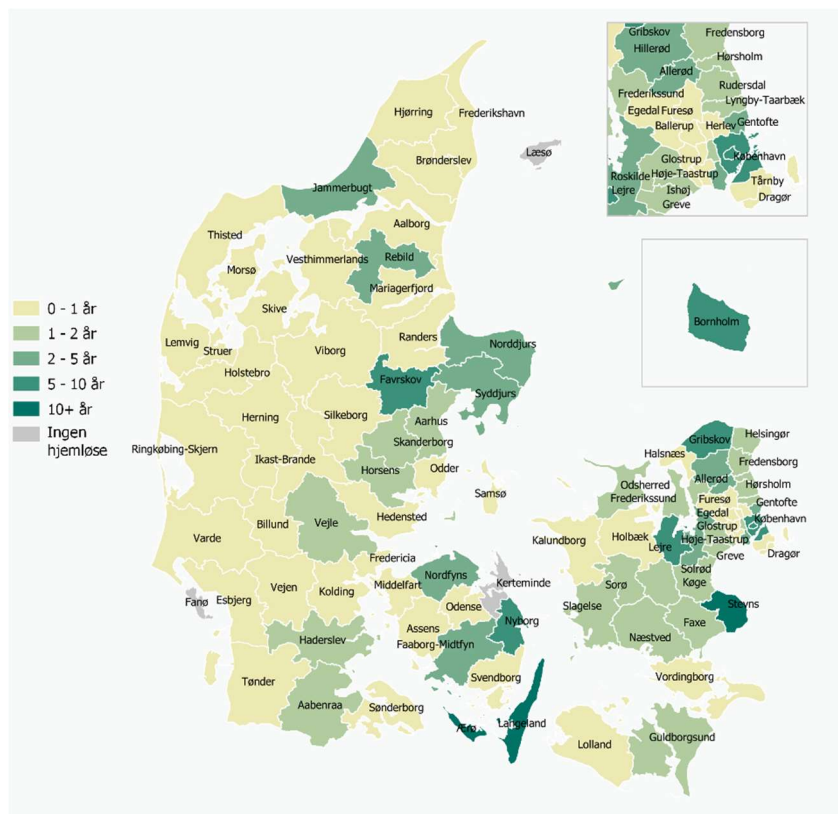 Gribskov
Fredensborg
Hillerød
Hørsholm
Allerød
Rudersdal
Frederikssund
Lyngby-Taarbæk
Egedal Furesø
Gentofte
Ballerup
Herlev
Glostrup
København
Roskilde
Høje-Taastrup
Tårnby
Lejre
Ishøj
Dragør
Greve
Hjørring
Frederikshavn
Læsø
Brønderslev
Jammerbugt
Aalborg
Thisted
Vesthimmerlands
Rebild
Morsø
Mariagerfjord
Skive
0 - 1 år
1 - 2 år
2 - 5 år
5 - 10 år
10+ år
Ingen
hjemløse
Bornholm
Lemvig
Struer
Viborg
Randers
Norddjurs
Holstebro
Favrskov
Syddjurs
Herning
Silkeborg
Aarhus
Skanderborg
Ringkøbing-Skjern
Ikast-Brande
Horsens
Odder
Samsø
Hedensted
Varde
Billund
Vejle
Fredericia
Fanø
Esbjerg
Vejen
Kolding
Middelfart
Nordfyns
Kerteminde
Odense
Assens
Nyborg
Faaborg-Midtfyn
Haderslev
Svendborg
Tønder
Aabenraa
Sønderborg
Ærø
Langeland
Gribskov
Helsingør
Halsnæs
Fredensborg
Allerød
Odsherred
Hørsholm
Frederikssund
Furesø
Gentofte
Egedal
København
Kalundborg
Holbæk
Glostrup
Lejre
Høje-Taastrup
Dragør
Greve
Solrød
Sorø
Køge
Slagelse
Stevns
Faxe
Næstved
Vordingborg
Guldborgsund
Lolland